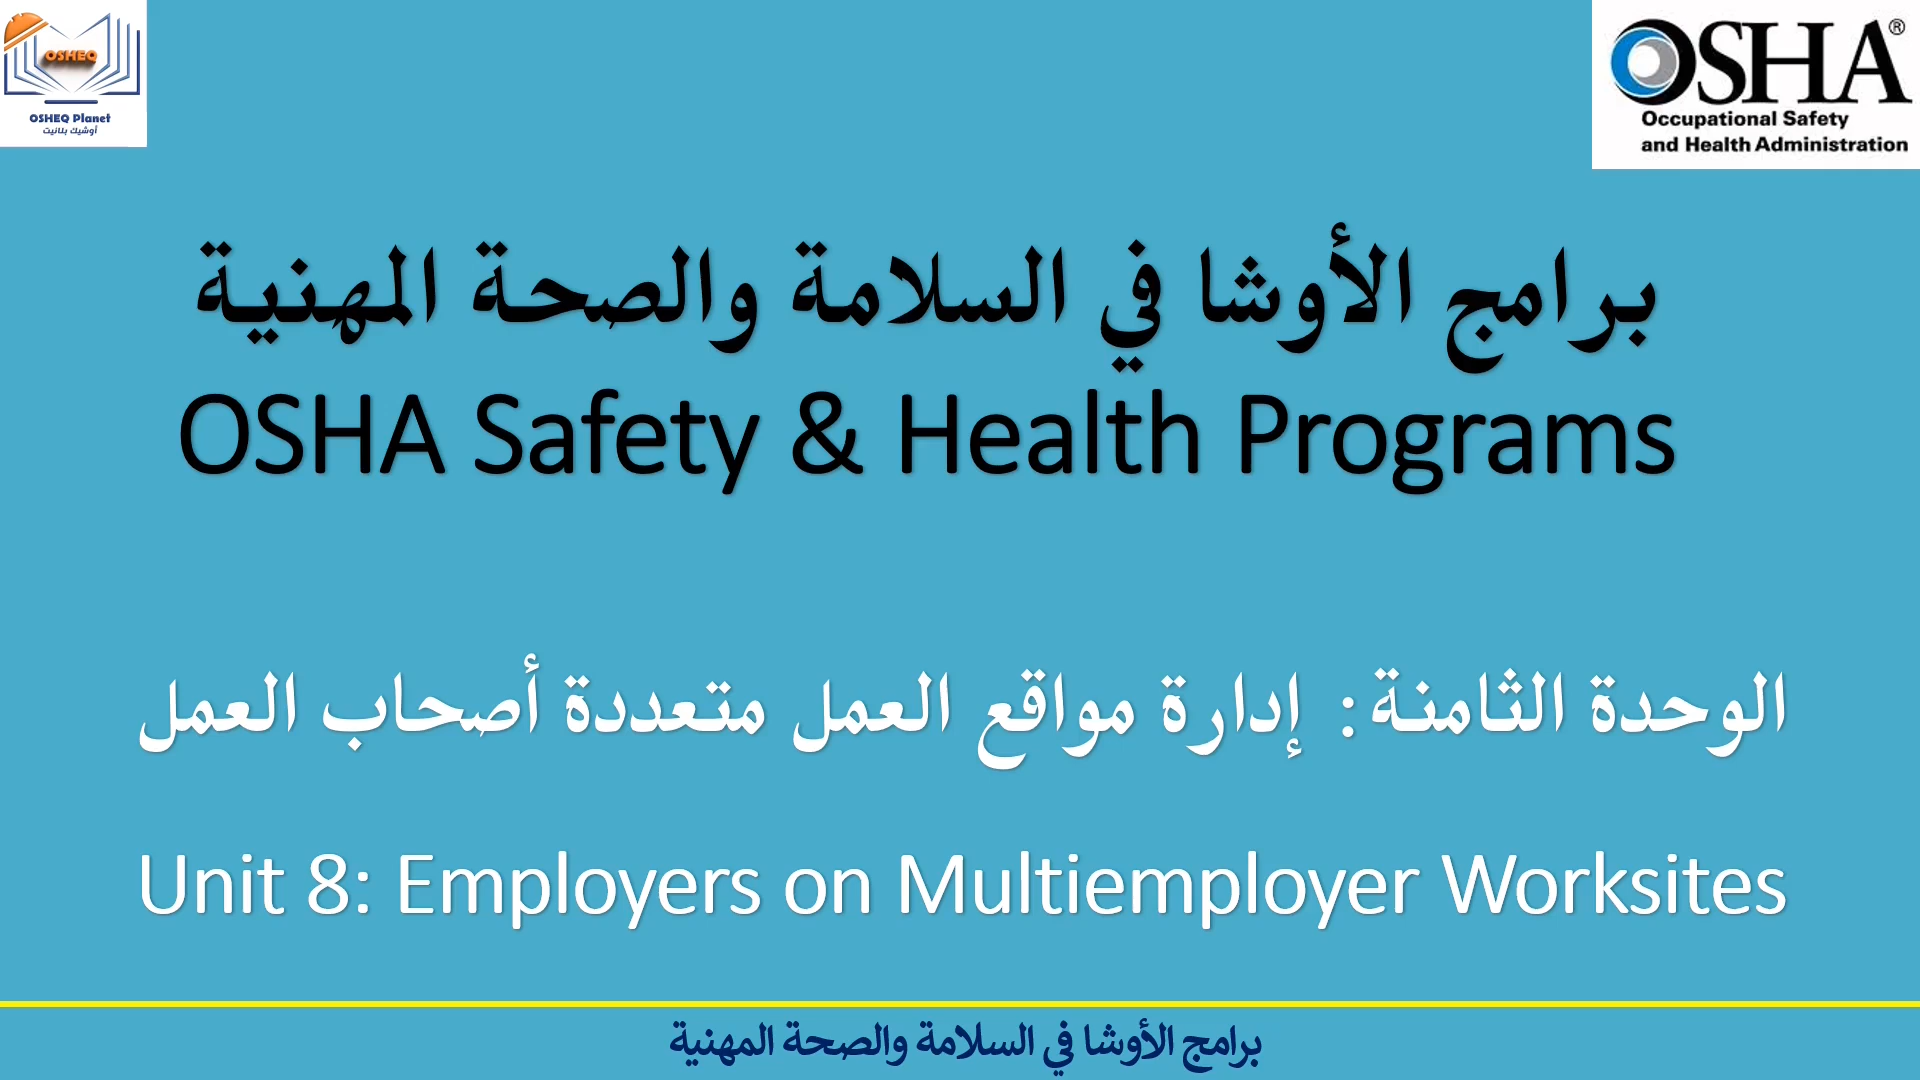 OSHEQ
OSHEQ Planet
أوشيك بلانيت
OSHA®
Occupational Safety
and Health Administration
برامج الأوشا في السلامة والصحة المهنية
OSHA Safety & Health Programs
الوحدة الثامنة: إدارة مواقع العمل متعددة أصحاب العمل
Unit 8: Employers on Multiemployer Worksites
برامج الأوشا في السلامة والصحة المهنية